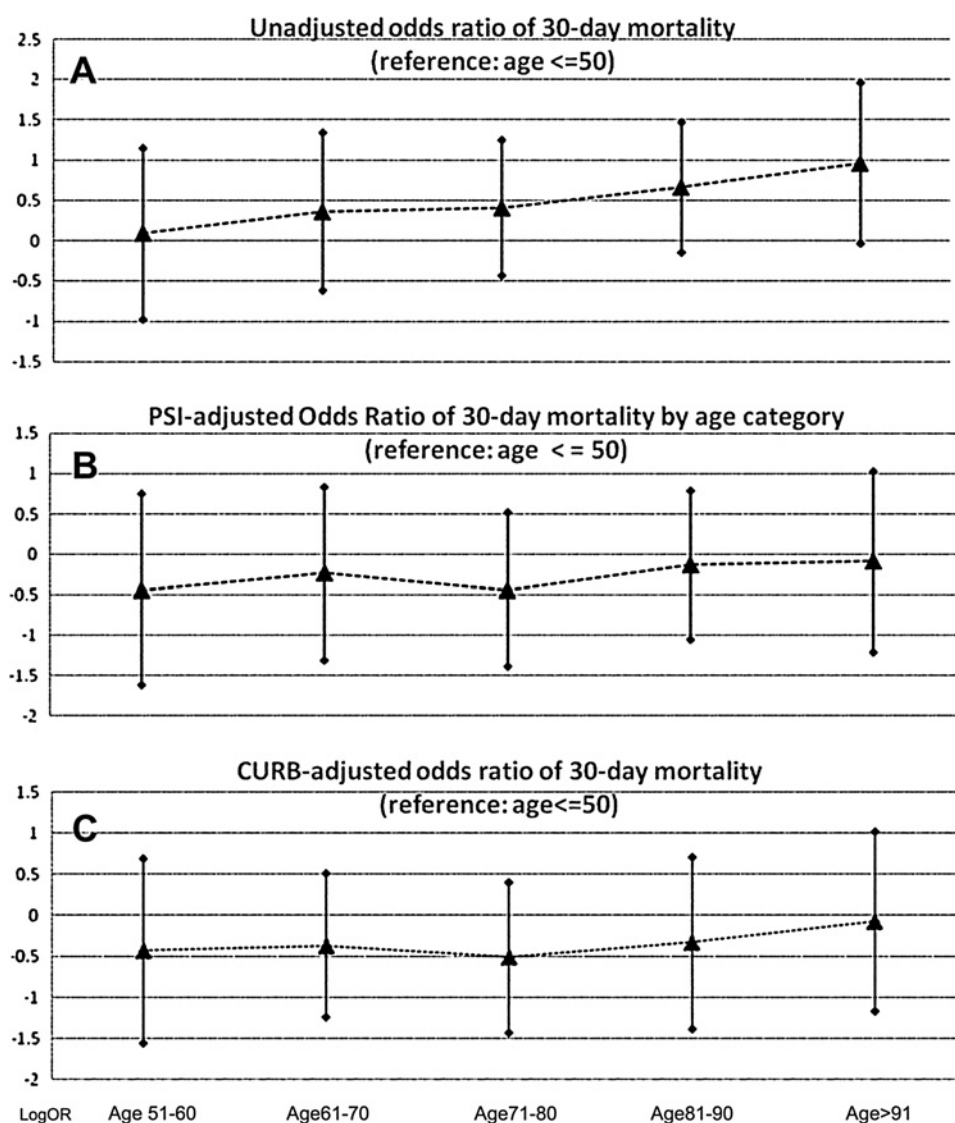 Unadjusted odds ratio of 30-day mortality
(reference: age <=50)
A
2.5
2
1.5
1
0.5
0
-0.5
-1
-1.5
PSI-adjusted Odds Ratio of 30-day mortality by age category
(reference: age < = 50)
B
1.5
1
0.5
0
-0.5
-1
-1.5
-2
CURB-adjusted odds ratio of 30-day mortality
(reference: age<=50)
C
1.5
1
0.5
0
-0.5
-1
-1.5
-2
LogOR Age 51-60 Age61-70 Age71-80 Age81-90 Age>91